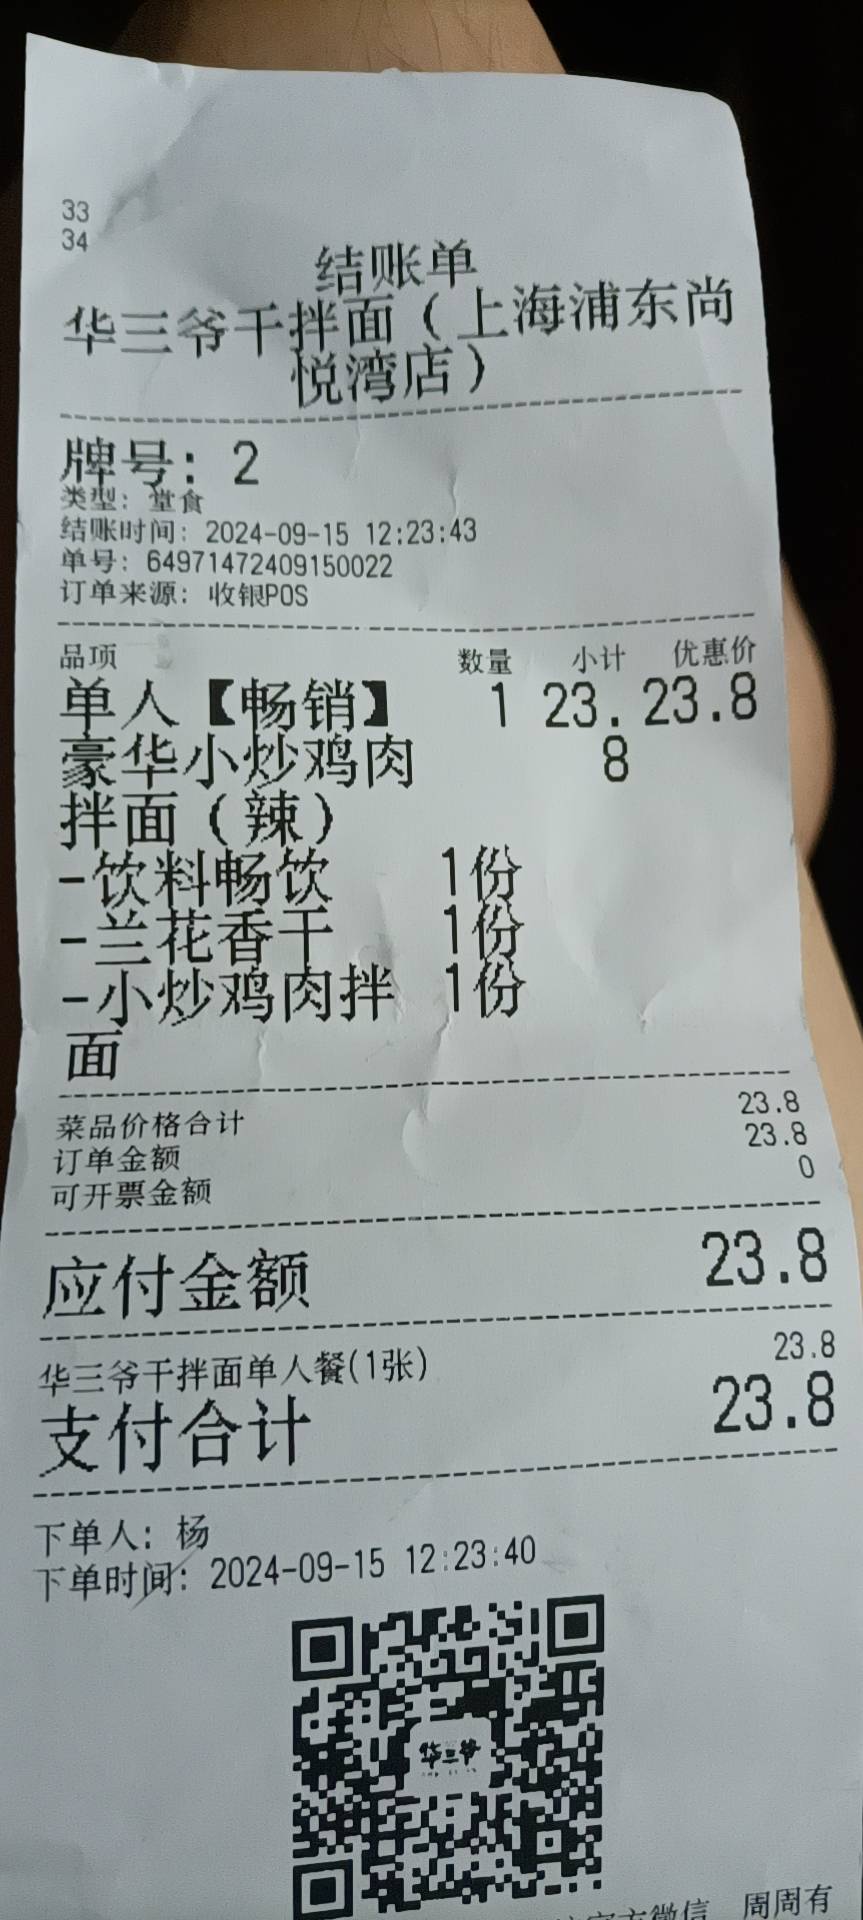 33
34
结账单
华三爷干拌面（上海浦东尚
悦湾店）
牌号：2
类型：堂食
结账时间：2024-09-15 12:23:43
单号：64971472409150022
订单来源：收银POS
品项 数量 小计 优惠价
单人【畅销】 1 23. 23.8
豪华小炒鸡肉 8
拌面（辣）
-饮料畅饮 1份
-兰花香干 1份
-小炒鸡肉拌 1份
面
菜品价格合计 23.8
订单金额 23.8
可开票金额 0
应付金额 23.8
华三爷干拌面单人餐(1张) 23.8
支付合计 23.8
下单人：杨
下单时间：2024-09-15 12:23:40
华三爷
官方微信 周周有